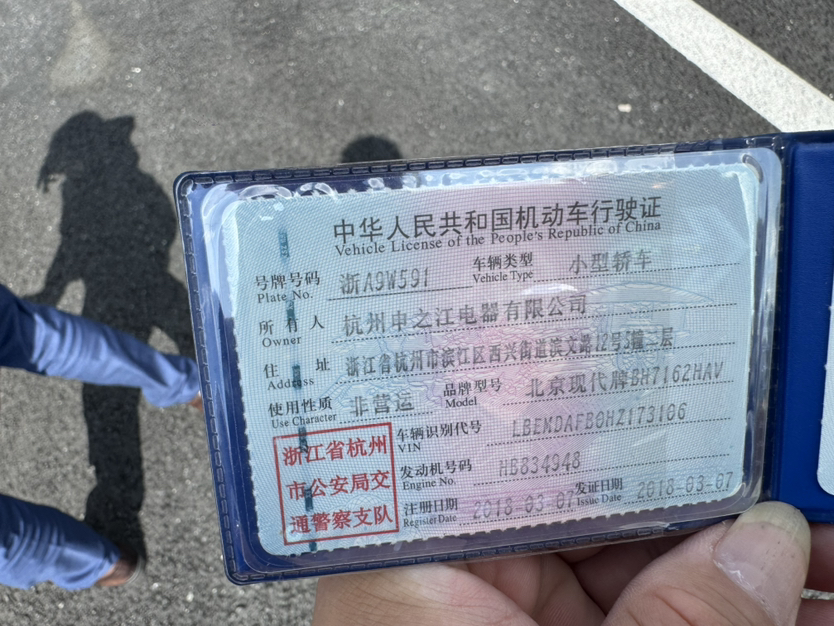 中华人民共和国机动车行驶证
Vehicle License of the People's Republic of China
号牌号码 浙A9W591 车辆类型 小型轿车
Plate No. Vehicle Type
所有人 杭州申之江电器有限公司
Owner
住址 浙江省杭州市滨江区西兴街道滨文路12号3幢二层
Address
使用性质 非营运 品牌型号 北京现代牌BH7162HAV
Use Character Model
浙江省杭州 车辆识别代号 LBEMDAFB0HZ173106
VIN
市公安局交 发动机号码 HB834948
Engine No.
通警察支队 注册日期 2018-03-07 发证日期 2018-03-07
Register Date Issue Date